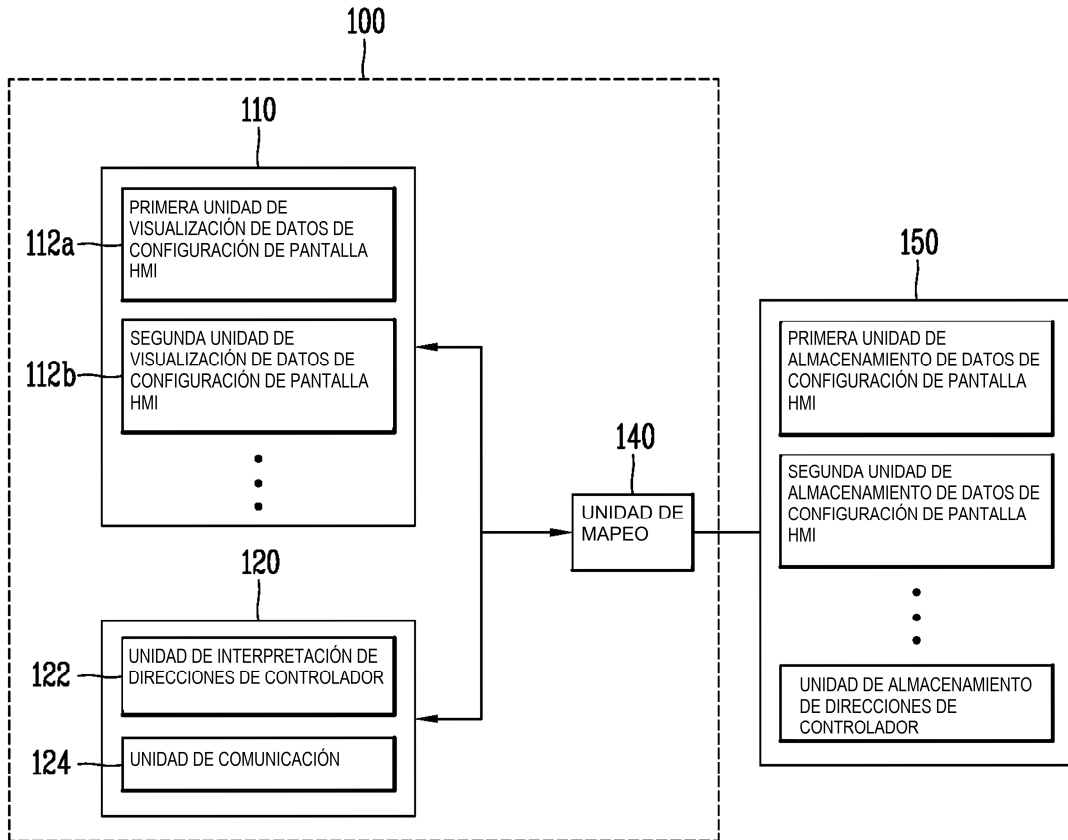 100
110
PRIMERA UNIDAD DE
VISUALIZACIÓN DE DATOS DE
CONFIGURACIÓN DE PANTALLA
HMI
112a
SEGUNDA UNIDAD DE
VISUALIZACIÓN DE DATOS DE
CONFIGURACIÓN DE PANTALLA
HMI
112b
120
122
UNIDAD DE INTERPRETACIÓN DE
DIRECCIONES DE CONTROLADOR
124
UNIDAD DE COMUNICACIÓN
140
UNIDAD DE
MAPEO
150
PRIMERA UNIDAD DE
ALMACENAMIENTO DE DATOS DE
CONFIGURACIÓN DE PANTALLA
HMI
SEGUNDA UNIDAD DE
ALMACENAMIENTO DE DATOS DE
CONFIGURACIÓN DE PANTALLA
HMI
UNIDAD DE ALMACENAMIENTO
DE DIRECCIONES DE
CONTROLADOR